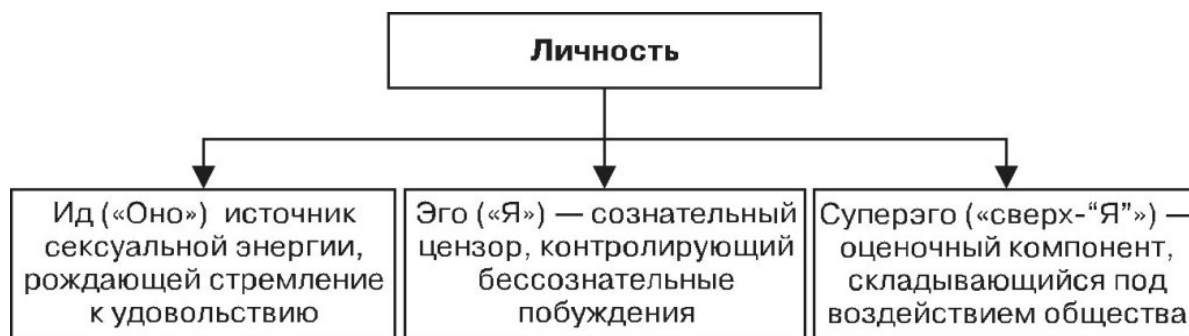 Личность
Ид («Оно») источник
сексуальной энергии,
рождающей стремление
к удовольствию
Эго («Я») — сознательный
цензор, контролирующий
бессознательные
побуждения
Суперэго («сверх-“Я”») —
оценочный компонент,
складывающийся под
воздействием общества